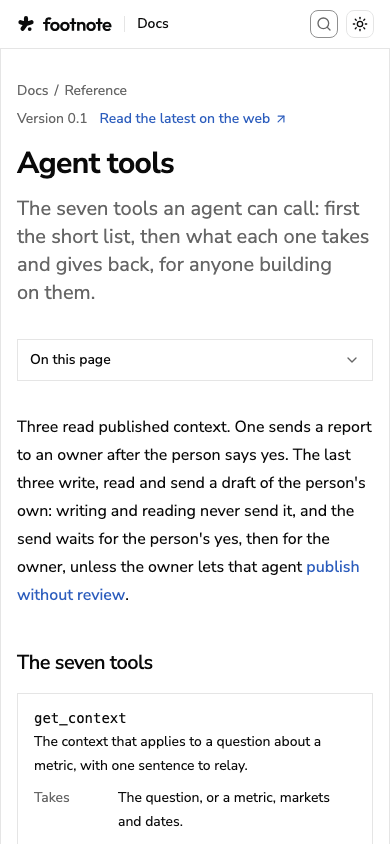 footnote
Docs
Docs / Reference
Version 0.1 Read the latest on the web ↗
Agent tools
The seven tools an agent can call: first
the short list, then what each one takes
and gives back, for anyone building
on them.
On this page
Three read published context. One sends a report
to an owner after the person says yes. The last
three write, read and send a draft of the person's
own: writing and reading never send it, and the
send waits for the person's yes, then for the
owner, unless the owner lets that agent publish
without review.
The seven tools
get_context
The context that applies to a question about a
metric, with one sentence to relay.
Takes The question, or a metric, markets
and dates.